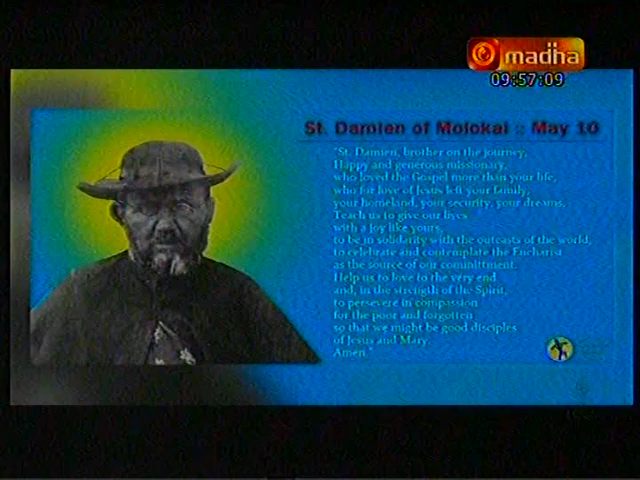 madha
09:57:09
St. Damien of Molokai :: May 10
"St. Damien, brother on the journey,
Happy and generous missionary,
who loved the Gospel more than your life,
who for love of Jesus left your family,
your homeland, your security, your dreams,
Teach us to give our lives
with a joy like yours,
to be in solidarity with the outcasts of the world,
to celebrate and contemplate the Eucharist
as the source of our commitment.
Help us to love to the very end
and, in the strength of the Spirit,
to persevere in compassion
for the poor and forgotten
so that we might be good disciples
of Jesus and Mary.
Amen."